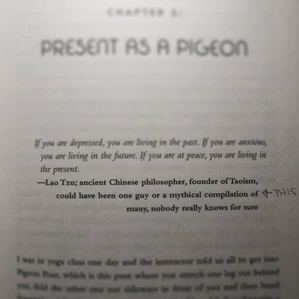 CHAPTER 2:
PRESENT AS A PIGEON
If you are depressed, you are living in the past. If you are anxious,
you are living in the future. If you are at peace, you are living in
the present.
—Lao Tzu; ancient Chinese philosopher, founder of Taoism,
could have been one guy or a mythical compilation of
many, nobody really knows for sure
THIS
I was in yoga class one day and the instructor told us all to get into
Pigeon Pose, which is this pose where you stretch one leg out behind
you, fold the other one our sideways in front of you and then bend